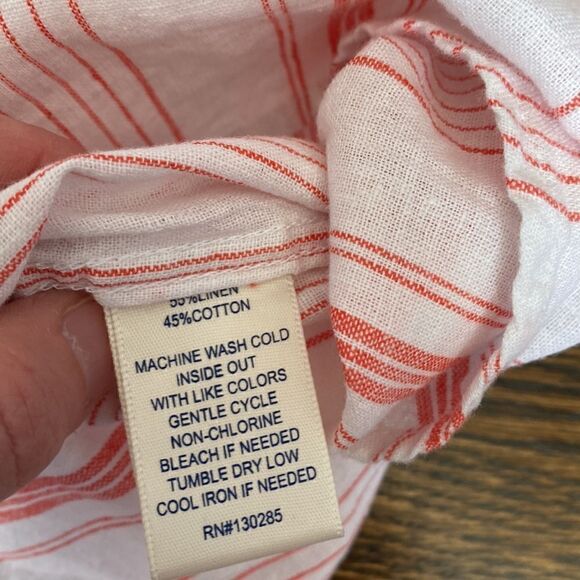 55%LINEN
45%COTTON
MACHINE WASH COLD
INSIDE OUT
WITH LIKE COLORS
GENTLE CYCLE
NON-CHLORINE
BLEACH IF NEEDED
TUMBLE DRY LOW
COOL IRON IF NEEDED
RN#130285